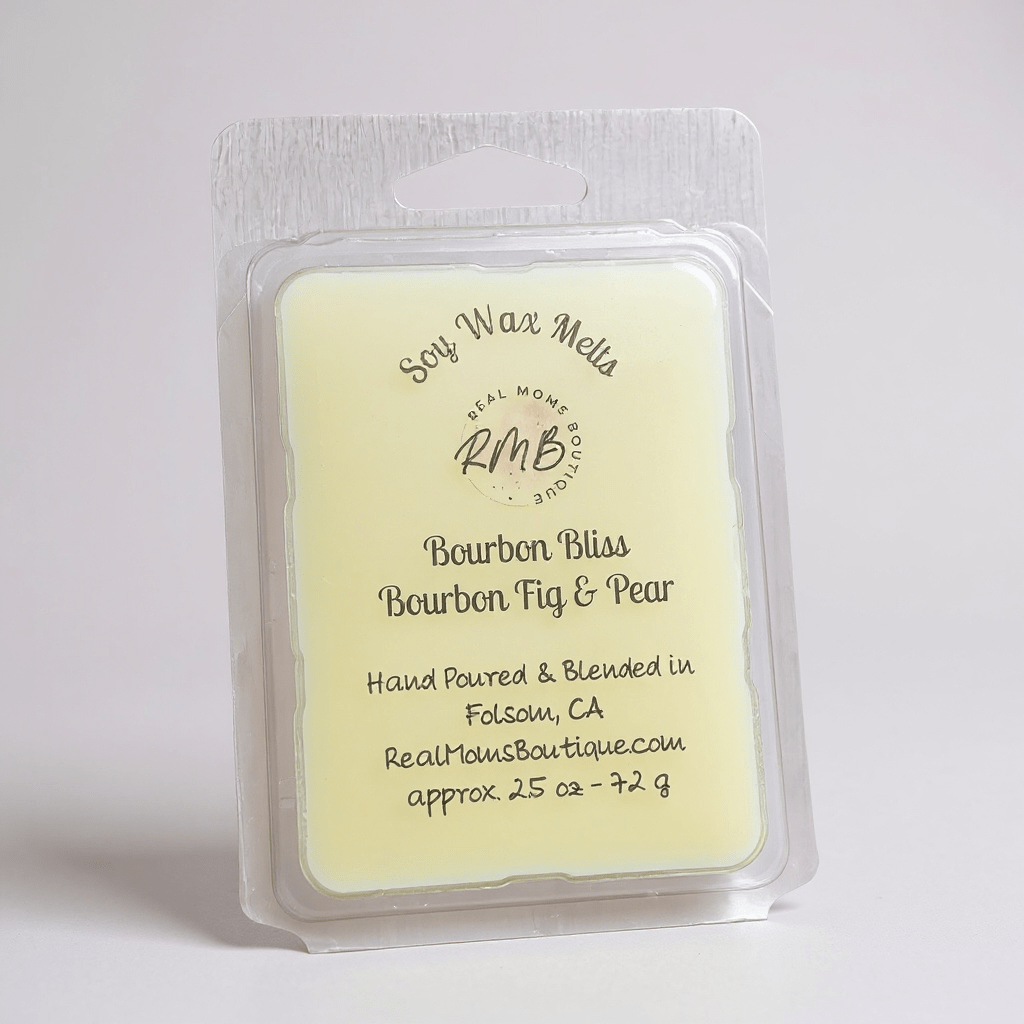 Soy Wax Melts
REAL MOMS BOUTIQUE
RMB
Bourbon Bliss
Bourbon Fig & Pear
Hand Poured & Blended in
Folsom, CA
RealMomsBoutique.com
approx. 2.5 oz - 72 g